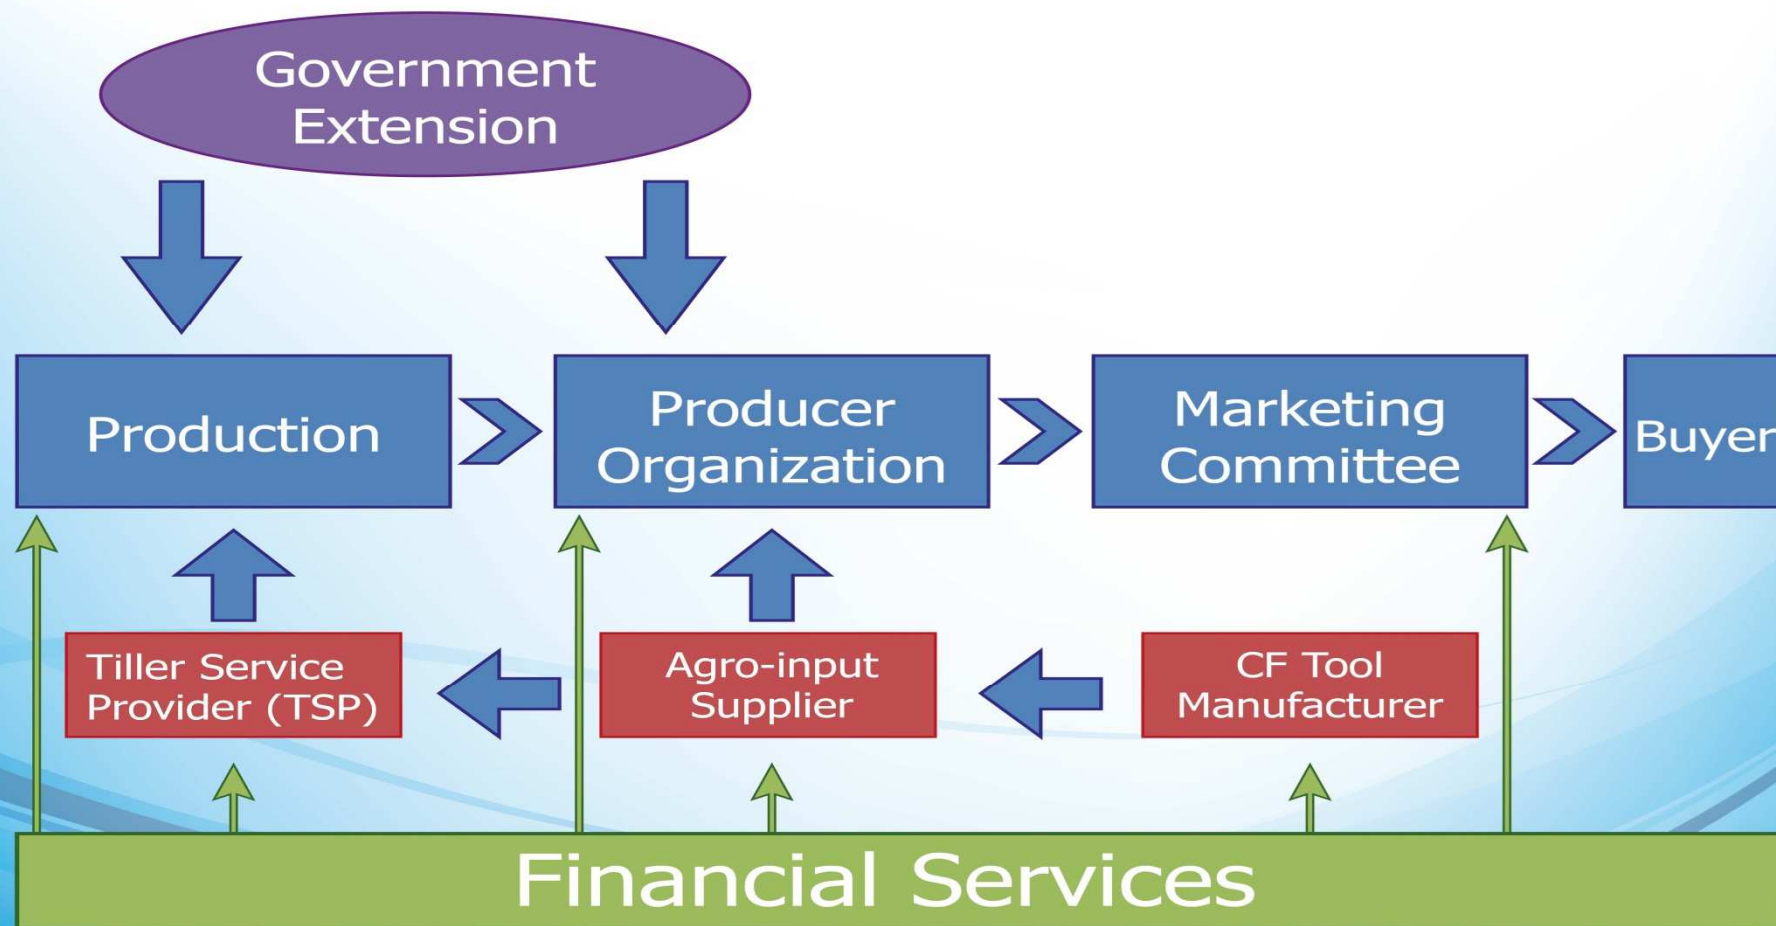 Government
Extension
Production
Producer
Organization
Marketing
Committee
Buyer
Tiller Service
Provider (TSP)
Agro-input
Supplier
CF Tool
Manufacturer
Financial Services